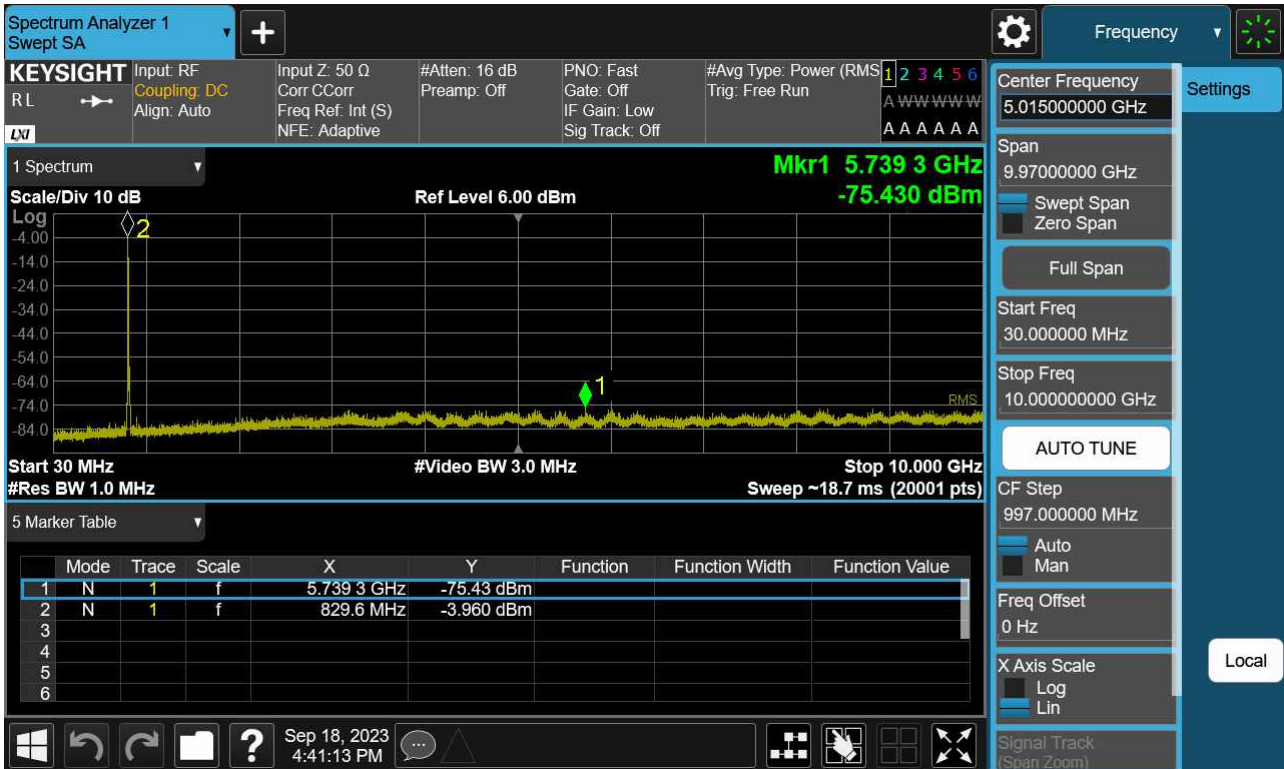 Spectrum Analyzer 1
Swept SA
+
Frequency
KEYSIGHT
RL
LXI
Input: RF
Coupling: DC
Align: Auto
Input Z: 50 Ω
Corr CCorr
Freq Ref: Int (S)
NFE: Adaptive
#Atten: 16 dB
Preamp: Off
PNO: Fast
Gate: Off
IF Gain: Low
Sig Track: Off
#Avg Type: Power (RMS
Trig: Free Run
1 2 3 4 5 6
A W W W W W
A A A A A A
1 Spectrum
Mkr1 5.739 3 GHz
Scale/Div 10 dB
Ref Level 6.00 dBm
-75.430 dBm
Log
2
-4.00
-14.0
-24.0
-34.0
-44.0
-54.0
-64.0
1
-74.0
RMS
-84.0
Start 30 MHz
#Video BW 3.0 MHz
Stop 10.000 GHz
#Res BW 1.0 MHz
Sweep ~18.7 ms (20001 pts)
5 Marker Table
Mode Trace Scale X Y Function Function Width Function Value
1 N 1 f 5.739 3 GHz -75.43 dBm
2 N 1 f 829.6 MHz -3.960 dBm
3
4
5
6
Sep 18, 2023
4:41:13 PM
?
Center Frequency
5.015000000 GHz
Span
9.97000000 GHz
Swept Span
Zero Span
Full Span
Start Freq
30.000000 MHz
Stop Freq
10.000000000 GHz
AUTO TUNE
CF Step
997.000000 MHz
Auto
Man
Freq Offset
0 Hz
X Axis Scale
Log
Lin
Signal Track
(Span Zoom)
Settings
Local